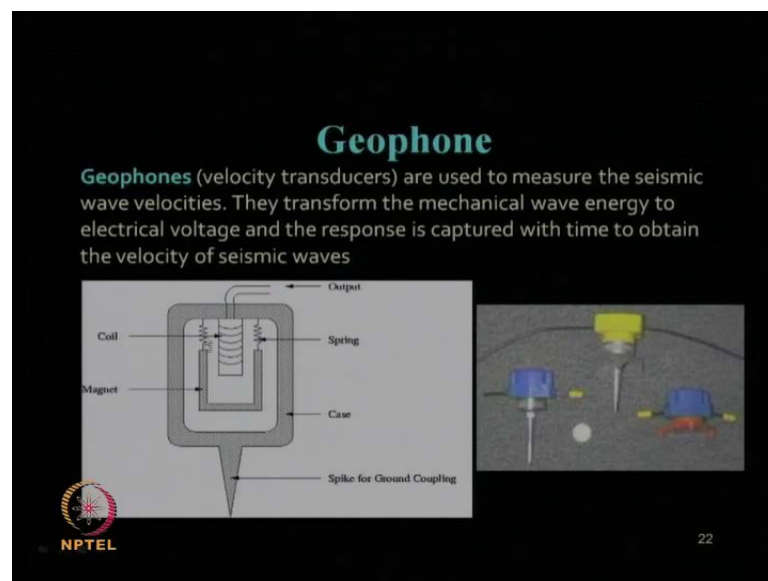 Geophone
Geophones (velocity transducers) are used to measure the seismic
wave velocities. They transform the mechanical wave energy to
electrical voltage and the response is captured with time to obtain
the velocity of seismic waves
Output
Coil
Spring
Magnet
Case
Spike for Ground Coupling
NPTEL
22